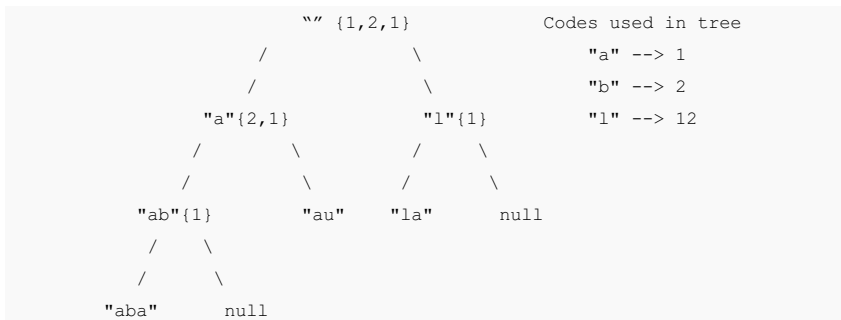 “” {1,2,1} Codes used in tree
/ \ "a" --> 1
/ \ "b" --> 2
"a"{2,1} "l"{1} "l" --> 12
/ \ / \
/ \ / \
"ab"{1} "au" "la" null
/ \
/ \
"aba" null